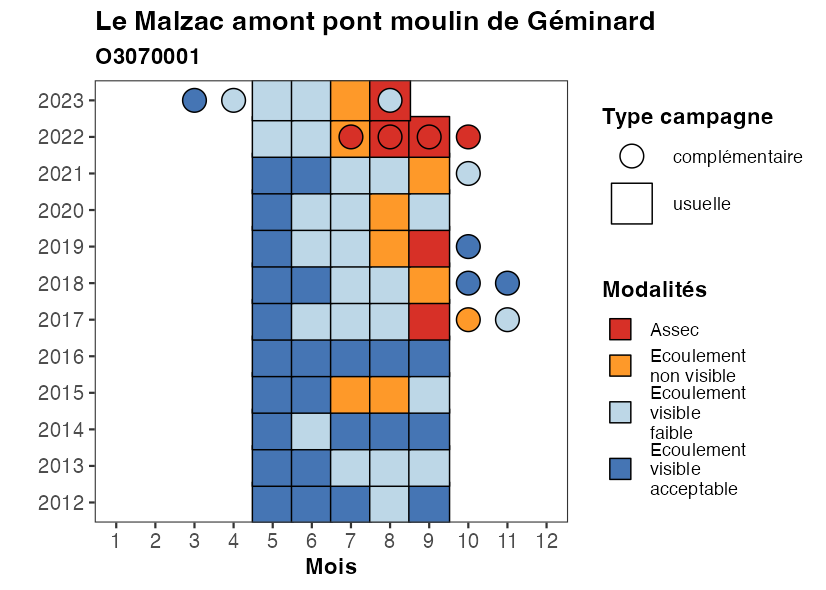 Le Malzac amont pont moulin de Géminard
O3070001
2023
2022
2021
2020
2019
2018
2017
2016
2015
2014
2013
2012
1 2 3 4 5 6 7 8 9 10 11 12
Mois
Type campagne
complémentaire
usuelle
Modalités
Assec
Ecoulement
non visible
Ecoulement
visible
faible
Ecoulement
visible
acceptable